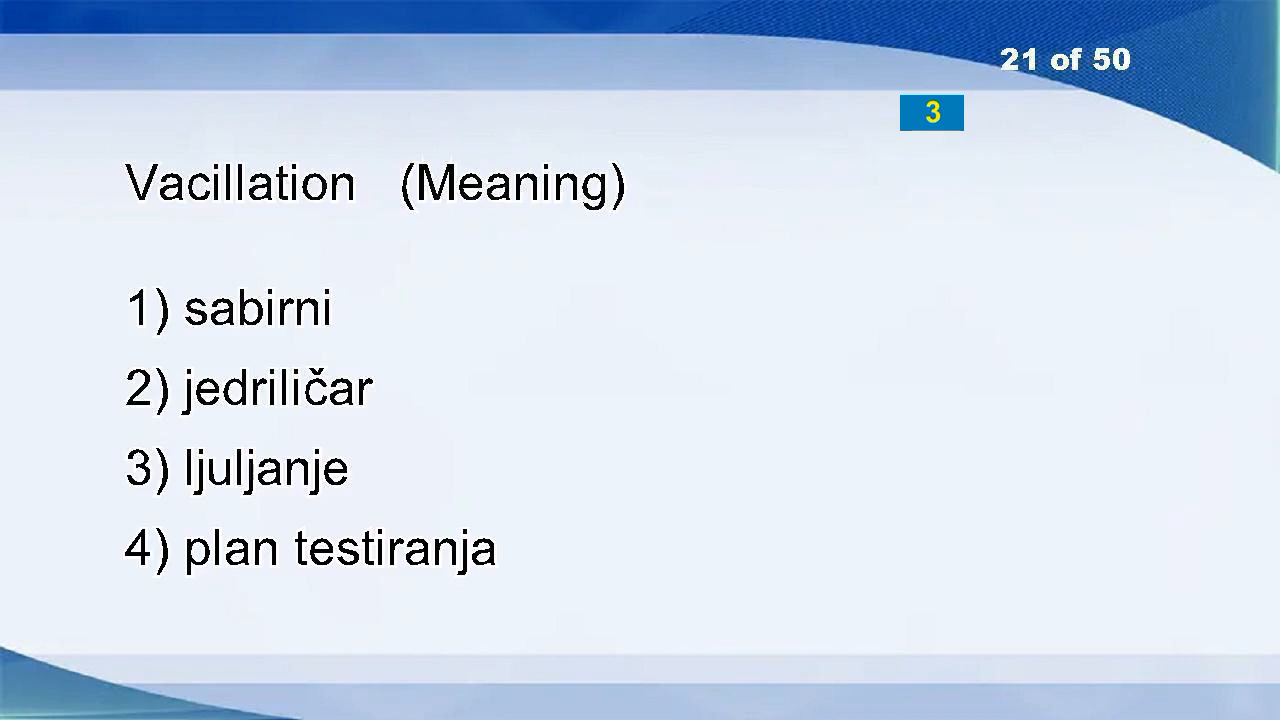 21 of 50
3
Vacillation (Meaning)
1) sabirni
2) jedriličar
3) ljuljanje
4) plan testiranja